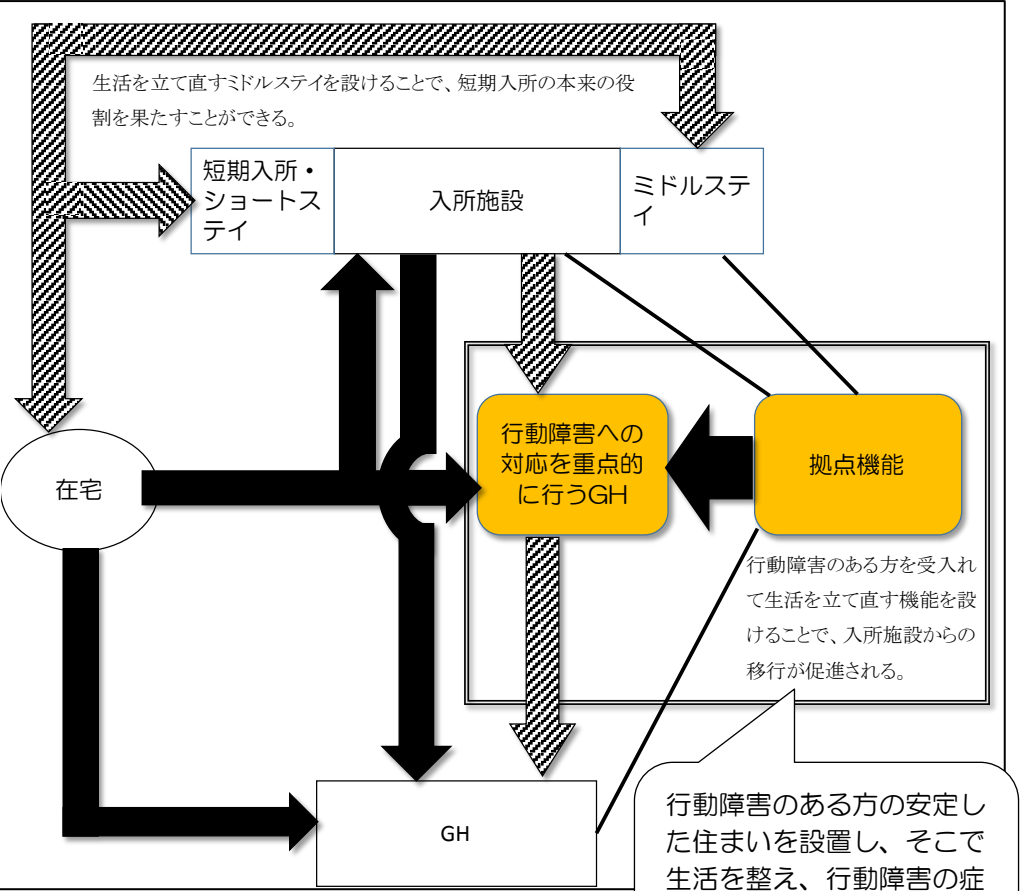 生活を立て直すミドルステイを設けることで、短期入所の本来の役
割を果たすことができる。
短期入所・
ショートス
テイ
入所施設
ミドルステ
イ
行動障害への
対応を重点的
に行うGH
拠点機能
在宅
行動障害のある方を受入れ
て生活を立て直す機能を設
けることで、入所施設からの
移行が促進される。
GH
行動障害のある方の安定し
た住まいを設置し、そこで
生活を整え、行動障害の症